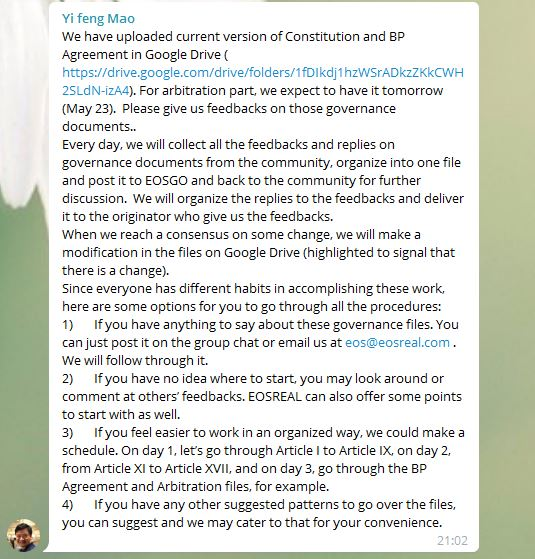 Yi feng Mao
We have uploaded current version of Constitution and BP
Agreement in Google Drive (
https://drive.google.com/drive/folders/1fDIkdj1hzWSrADkzZKkCWH
2SLdN-izA4). For arbitration part, we expect to have it tomorrow
(May 23).  Please give us feedbacks on those governance
documents..
Every day, we will collect all the feedbacks and replies on
governance documents from the community, organize into one file
and post it to EOSGO and back to the community for further
discussion.  We will organize the replies to the feedbacks and deliver
it to the originator who give us the feedbacks.
When we reach a consensus on some change, we will make a
modification in the files on Google Drive (highlighted to signal that
there is a change).
Since everyone has different habits in accomplishing these work,
here are some options for you to go through all the procedures:
1)      If you have anything to say about these governance files. You
can just post it on the group chat or email us at eos@eosreal.com .
We will follow through it.
2)      If you have no idea where to start, you may look around or
comment at others’ feedbacks. EOSREAL can also offer some points
to start with as well.
3)      If you feel easier to work in an organized way, we could make a
schedule. On day 1, let’s go through Article I to Article IX, on day 2,
from Article XI to Article XVII, and on day 3, go through the BP
Agreement and Arbitration files, for example.
4)      If you have any other suggested patterns to go over the files,
you can suggest and we may cater to that for your convenience.
21:02